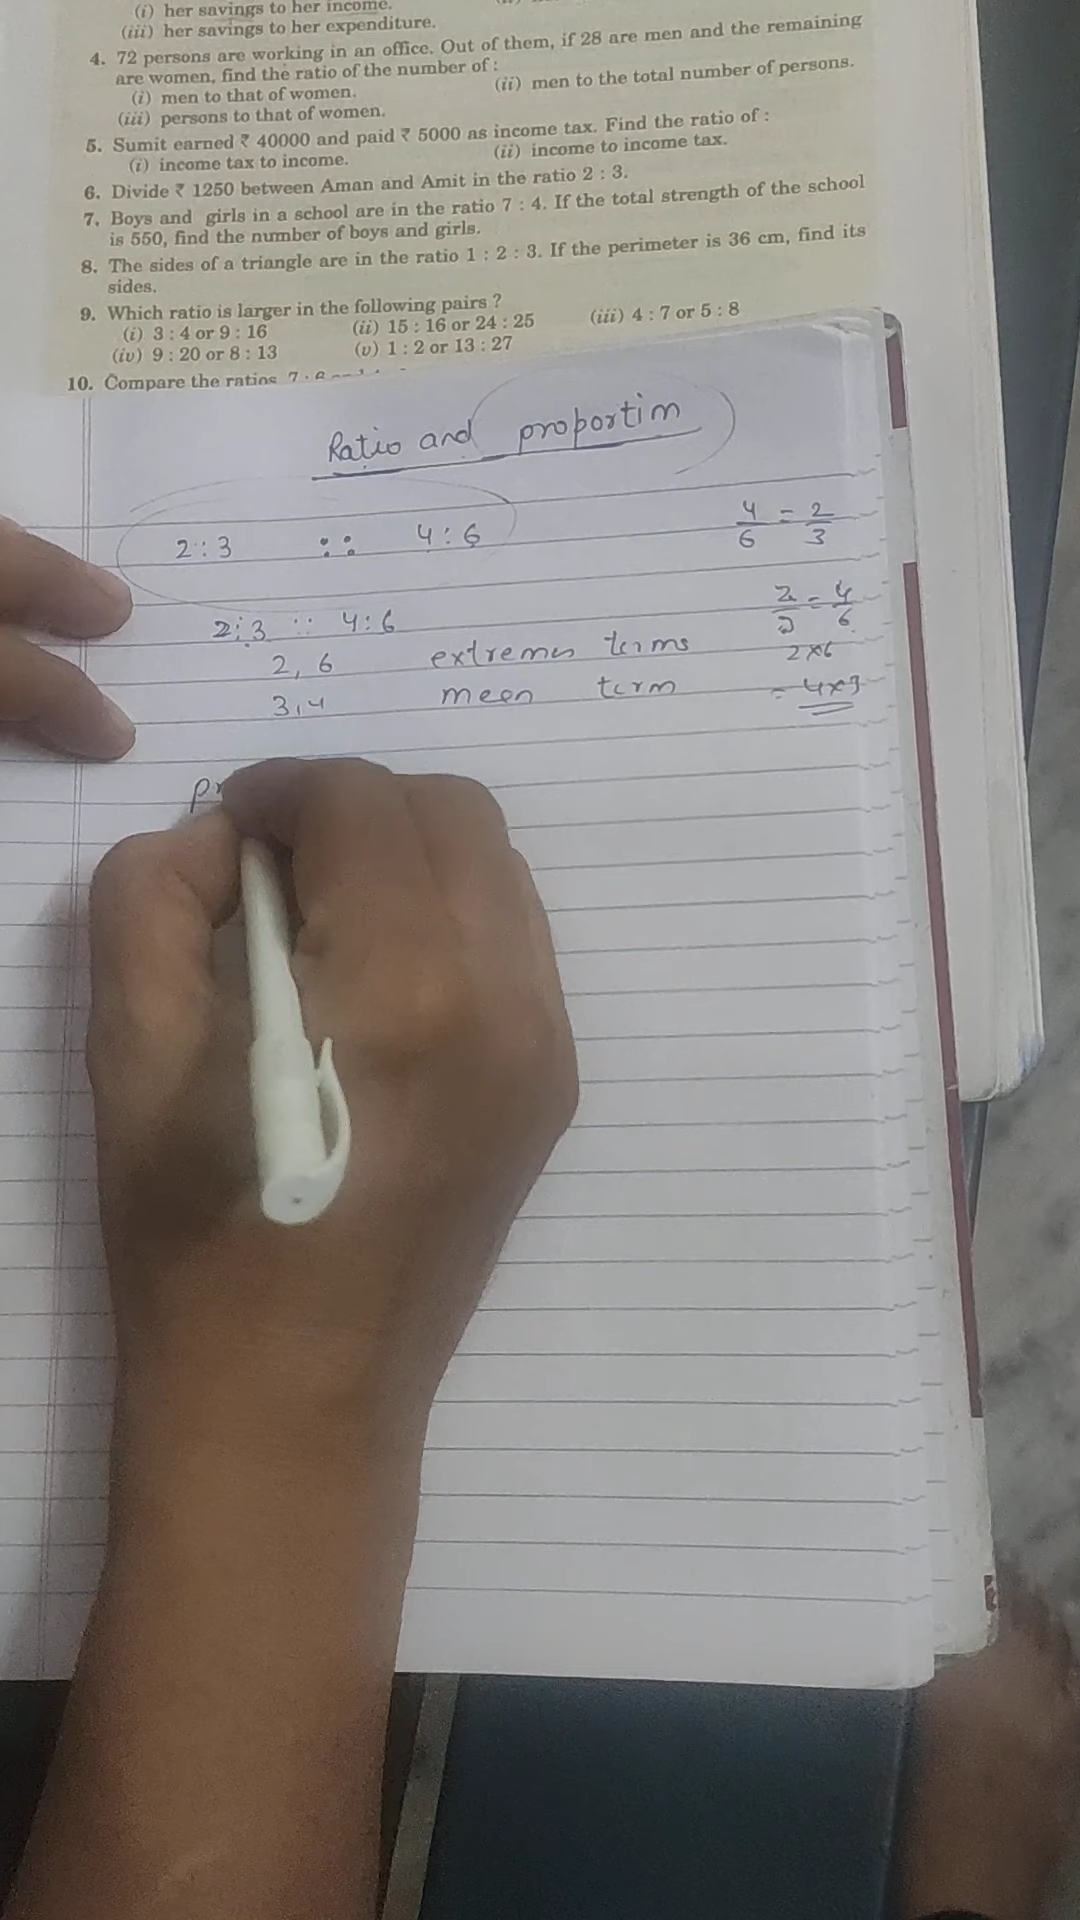 (i) her savings to her income.
(iii) her savings to her expenditure.
4. 72 persons are working in an office. Out of them, if 28 are men and the remaining
are women, find the ratio of the number of :
(i) men to that of women.
(ii) men to the total number of persons.
(iii) persons to that of women.
5. Sumit earned ₹ 40000 and paid ₹ 5000 as income tax. Find the ratio of :
(i) income tax to income.
(ii) income to income tax.
6. Divide ₹ 1250 between Aman and Amit in the ratio 2 : 3.
7. Boys and girls in a school are in the ratio 7 : 4. If the total strength of the school
is 550, find the number of boys and girls.
8. The sides of a triangle are in the ratio 1 : 2 : 3. If the perimeter is 36 cm, find its
sides.
9. Which ratio is larger in the following pairs ?
(i) 3 : 4 or 9 : 16 (ii) 15 : 16 or 24 : 25 (iii) 4 : 7 or 5 : 8
(iv) 9 : 20 or 8 : 13 (v) 1 : 2 or 13 : 27
10. Compare the ratios
Ratio and proportim
2:3 :: 4:6 4/6 = 2/3
2:3 :: 4:6 2/3 = 4/6
2, 6 extremes terms 2×6
3,4 meen term = 4×3
Pr